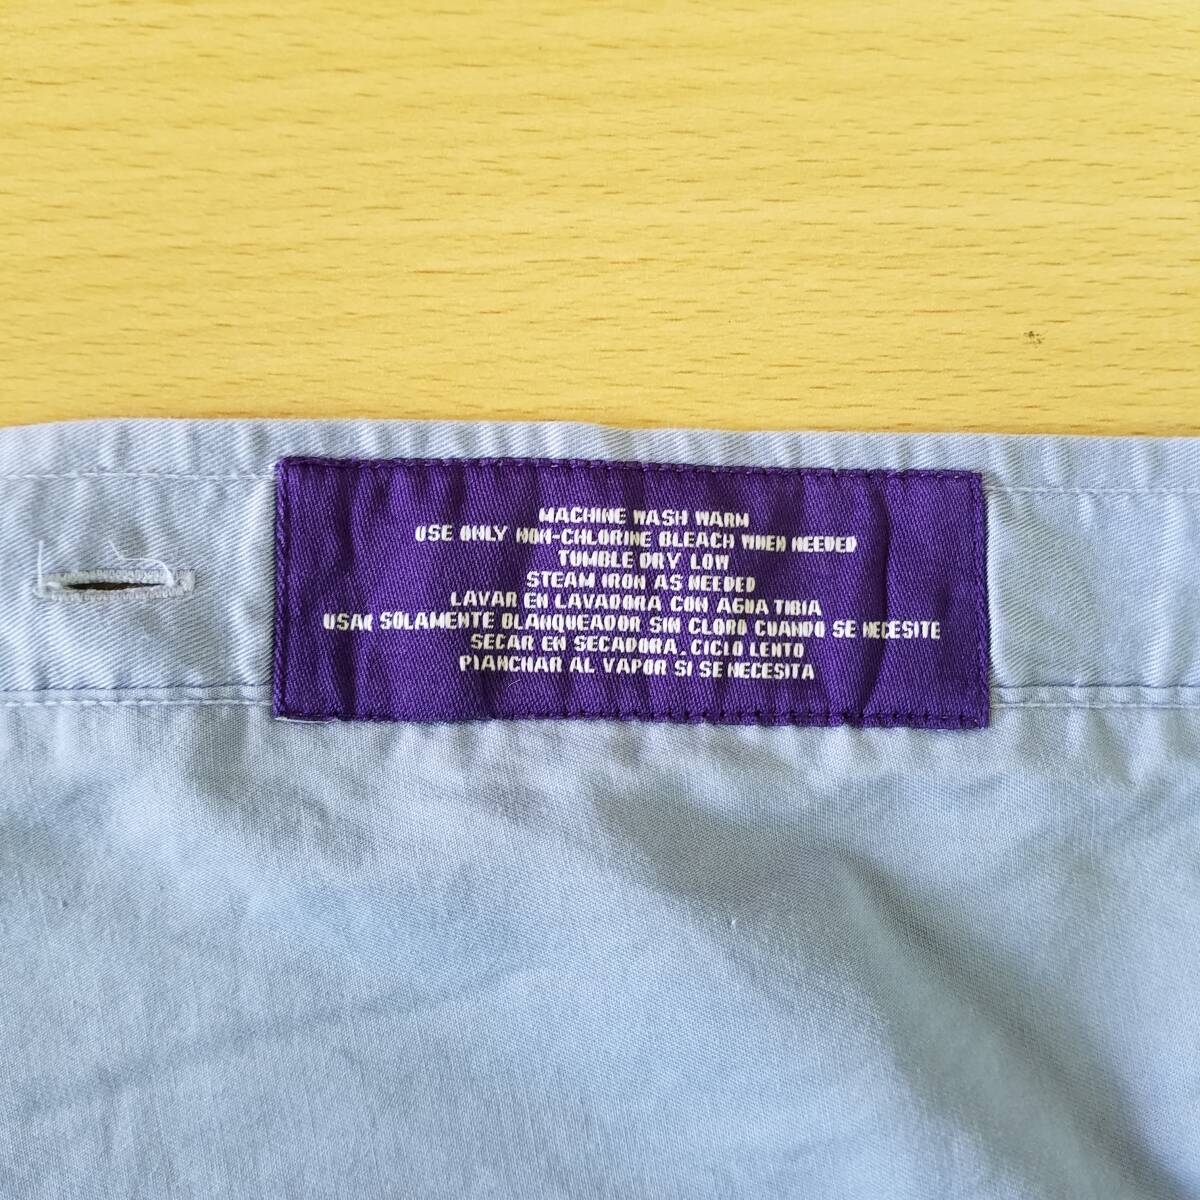 MACHINE WASH WARM
USE ONLY NON-CHLORINE BLEACH WHEN NEEDED
TUMBLE DRY LOW
STEAM IRON AS NEEDED
LAVAR EN LAVADORA CON AGUA TIBIA
USAR SOLAMENTE BLANQUEADOR SIN CLORO CUANDO SE NECESITE
SECAR EN SECADORA. CICLO LENTO
PLANCHAR AL VAPOR SI SE NECESITA